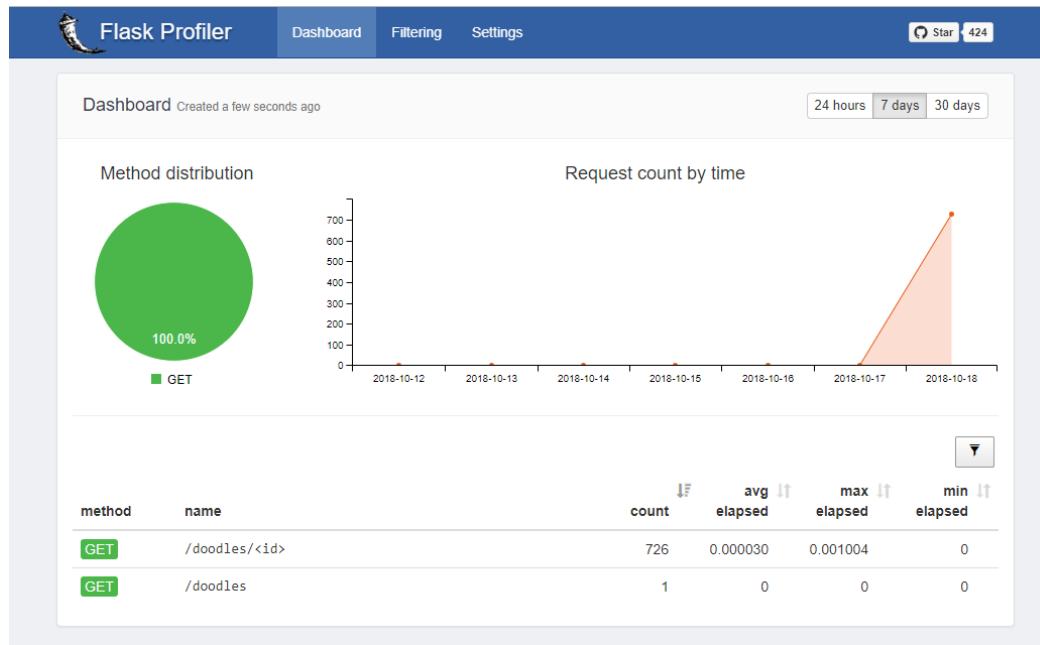 Flask Profiler Dashboard Filtering Settings Star 424
Dashboard Created a few seconds ago 24 hours 7 days 30 days
Method distribution Request count by time
700
600
500
400
300
200
100
0
100.0%
GET
2018-10-12 2018-10-13 2018-10-14 2018-10-15 2018-10-16 2018-10-17 2018-10-18
method name count avg elapsed max elapsed min elapsed
GET /doodles/<id> 726 0.000030 0.001004 0
GET /doodles 1 0 0 0